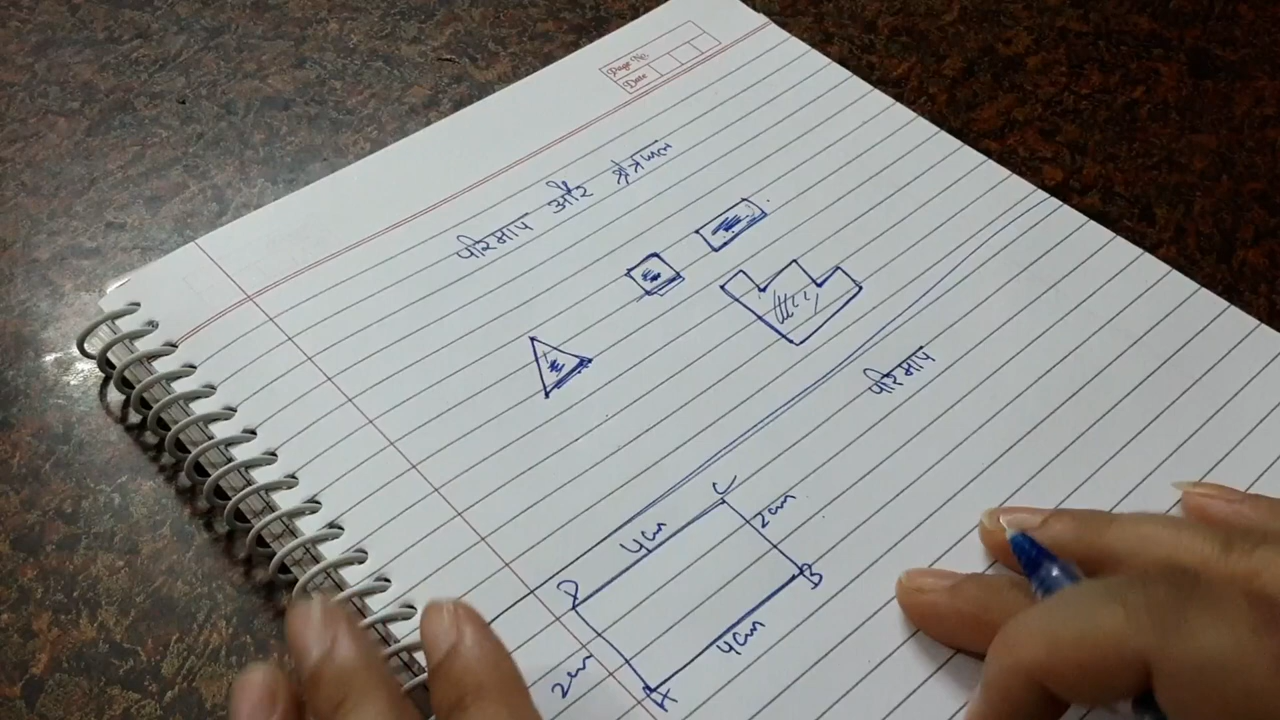 Page No.
Date
परिमाप और क्षेत्रफल
परिमाप
D 4cm C
2cm 2cm
A 4cm B